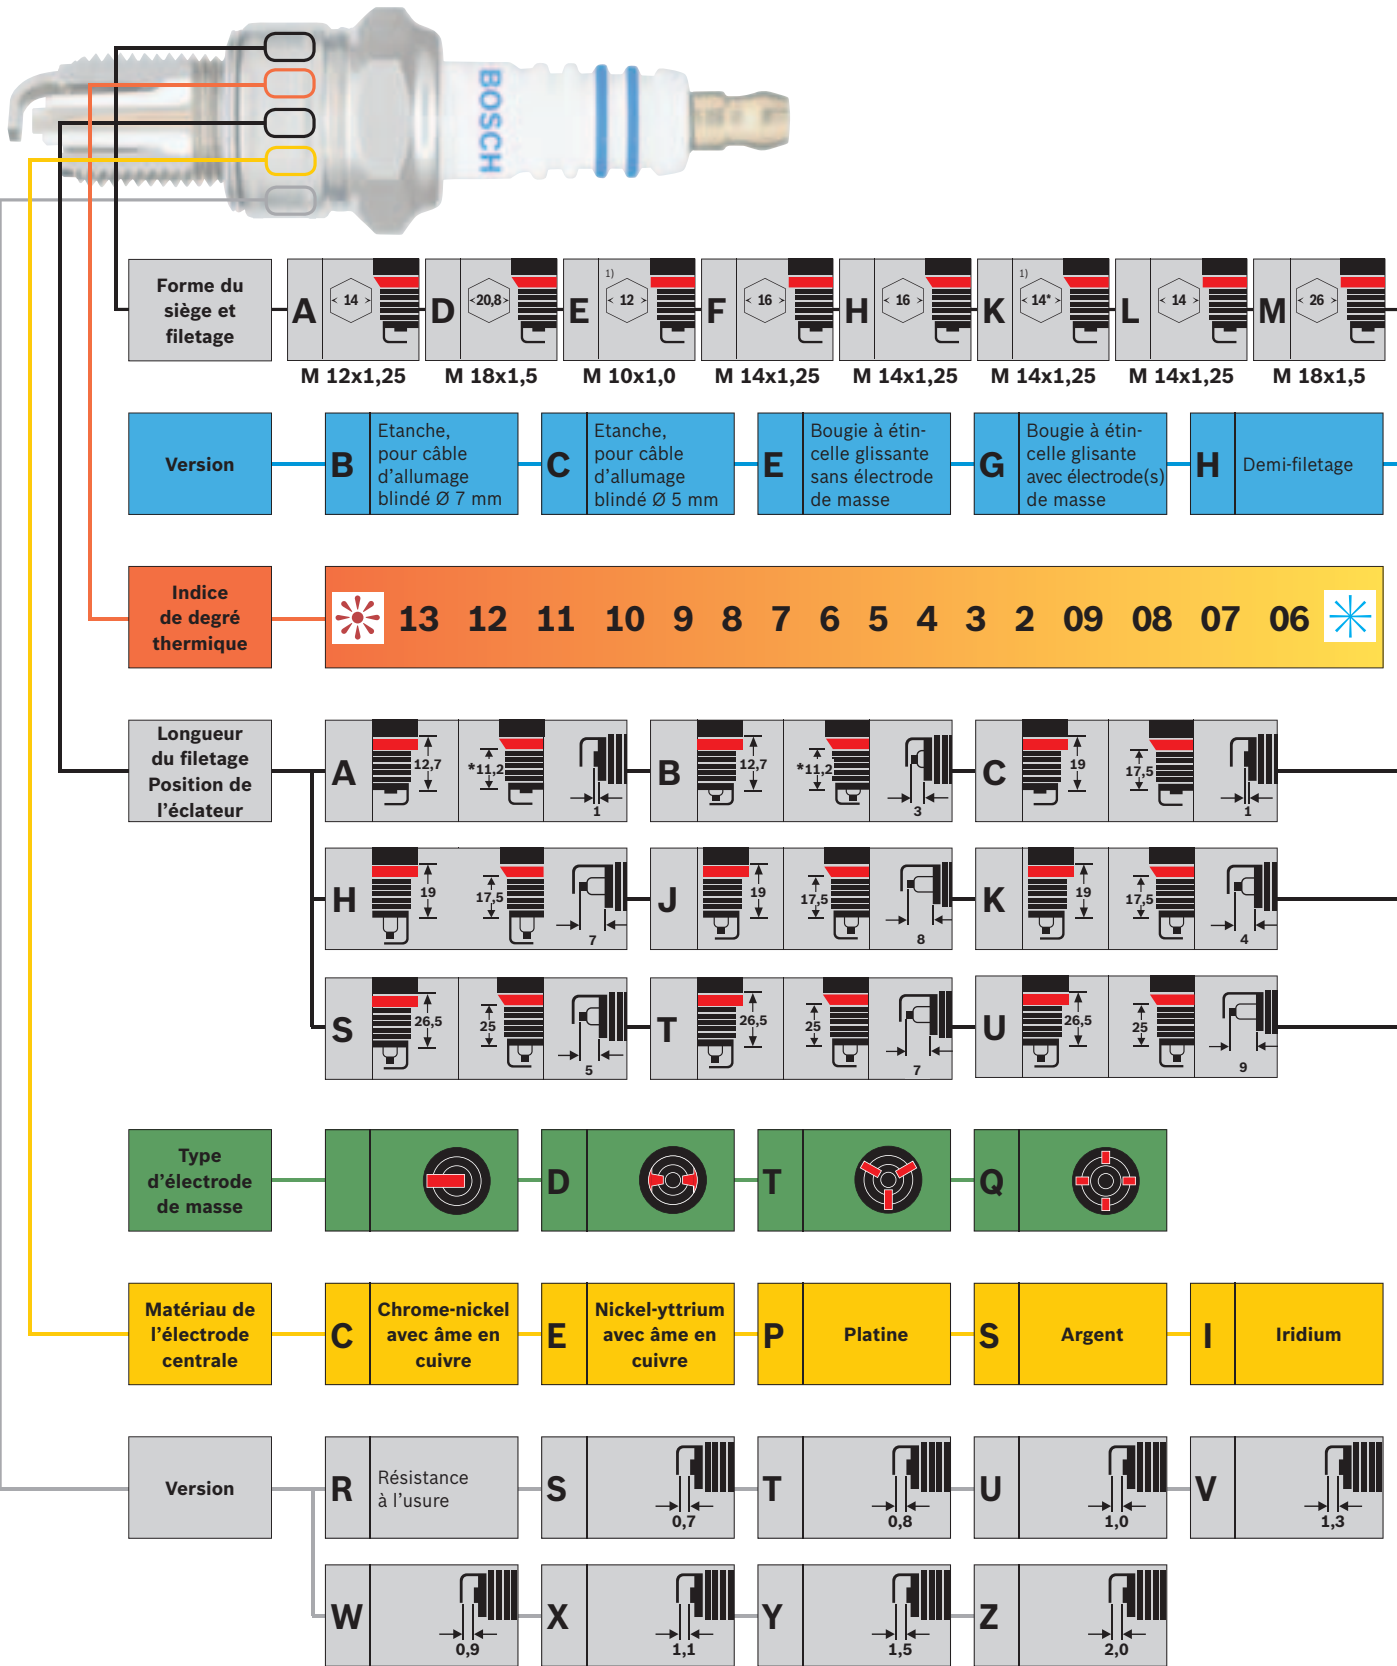 BOSCH
Forme du
siège et
filetage
A
< 14 >
M 12x1,25
D
<20,8>
M 18x1,5
E
1)
< 12 >
M 10x1,0
F
< 16 >
M 14x1,25
H
< 16 >
M 14x1,25
K
1)
< 14* >
M 14x1,25
L
< 14 >
M 14x1,25
M
< 26 >
M 18x1,5
Version
B
Etanche,
pour câble
d'allumage
blindé Ø 7 mm
C
Etanche,
pour câble
d'allumage
blindé Ø 5 mm
E
Bougie à étin-
celle glissante
sans électrode
de masse
G
Bougie à étin-
celle glisante
avec électrode(s)
de masse
H
Demi-filetage
Indice
de degré
thermique
13 12 11 10 9 8 7 6 5 4 3 2 09 08 07 06
Longueur
du filetage
Position de
l'éclateur
A
12,7
*11,2
1
B
12,7
*11,2
3
C
19
17,5
1
H
19
17,5
7
J
19
17,5
8
K
19
17,5
4
S
26,5
25
5
T
26,5
25
7
U
26,5
25
9
Type
d'électrode
de masse
D
T
Q
Matériau de
l'électrode
centrale
C
Chrome-nickel
avec âme en
cuivre
E
Nickel-yttrium
avec âme en
cuivre
P
Platine
S
Argent
I
Iridium
Version
R
Résistance
à l'usure
S
0,7
T
0,8
U
1,0
V
1,3
W
0,9
X
1,1
Y
1,5
Z
2,0